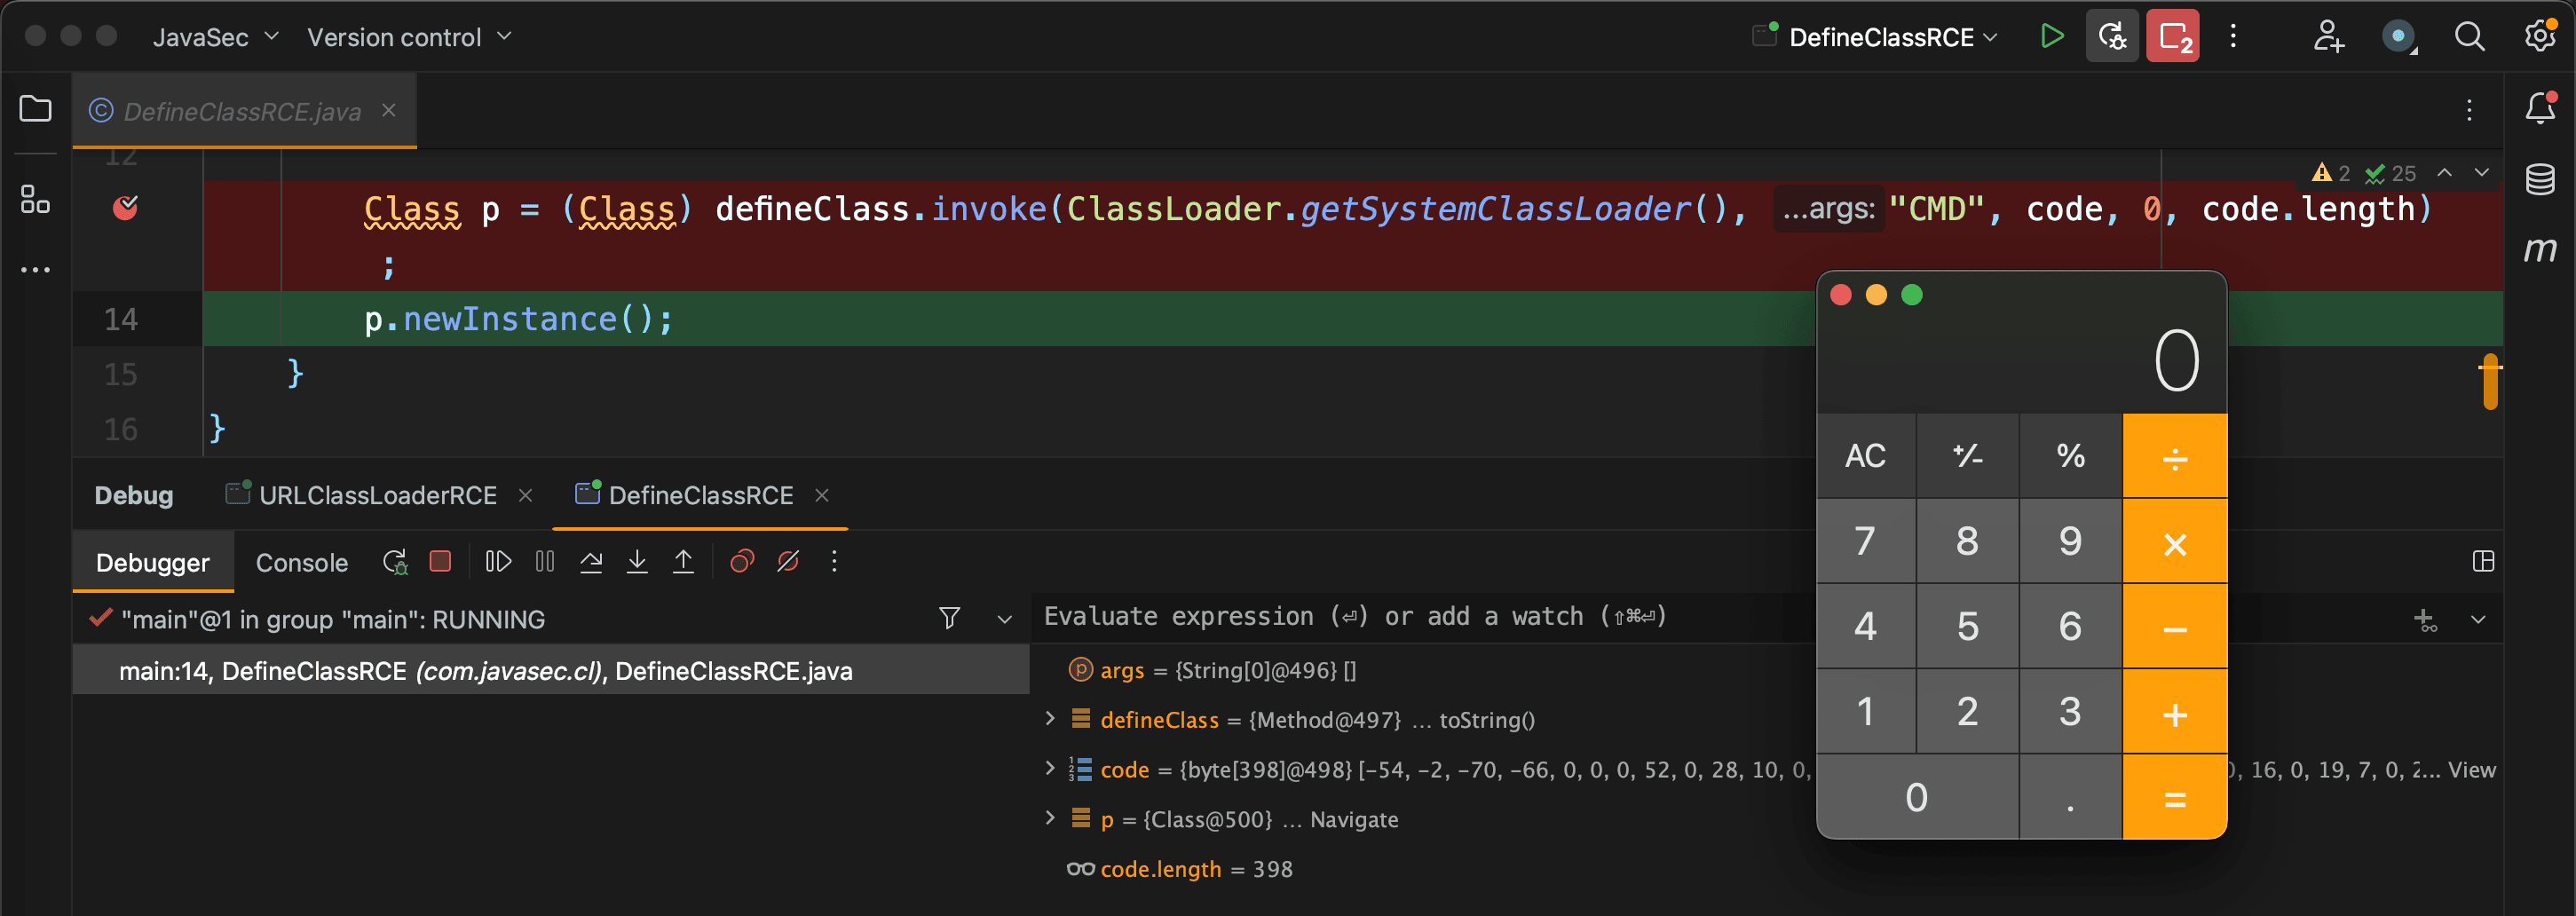 JavaSec Version control DefineClassRCE 2
DefineClassRCE.java
12
2 25
Class p = (Class) defineClass.invoke(ClassLoader.getSystemClassLoader(), ...args: "CMD", code, 0, code.length)
;
14 p.newInstance();
15 }
16 }
m
Debug URLClassLoaderRCE DefineClassRCE
Debugger Console
"main"@1 in group "main": RUNNING
main:14, DefineClassRCE (com.javasec.cl), DefineClassRCE.java
Evaluate expression (⏎) or add a watch (⇧⌘⏎)
args = {String[0]@496} []
defineClass = {Method@497} ... toString()
code = {byte[398]@498} [-54, -2, -70, -66, 0, 0, 0, 52, 0, 28, 10, 0, 16, 0, 19, 7, 0, ... View
p = {Class@500} ... Navigate
code.length = 398
0
AC +/- % ÷
7 8 9 ×
4 5 6 −
1 2 3 +
0 . =